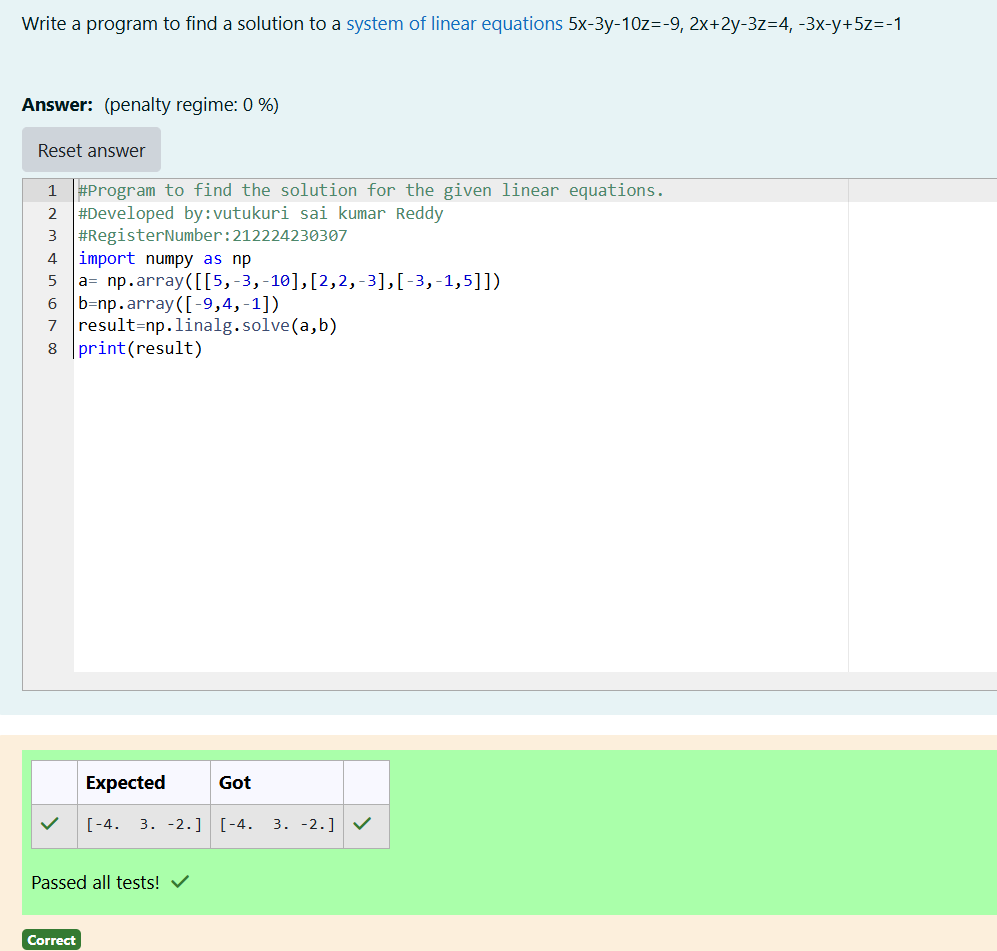 Write a program to find a solution to a system of linear equations 5x-3y-10z=-9, 2x+2y-3z=4, -3x-y+5z=-1
Answer: (penalty regime: 0 %)
Reset answer
1 #Program to find the solution for the given linear equations.
2 #Developed by:vutukuri sai kumar Reddy
3 #RegisterNumber:212224230307
4 import numpy as np
5 a= np.array([[5,-3,-10],[2,2,-3],[-3,-1,5]])
6 b=np.array([-9,4,-1])
7 result=np.linalg.solve(a,b)
8 print(result)
Expected Got
[-4.  3. -2.] [-4.  3. -2.]
Passed all tests!
Correct